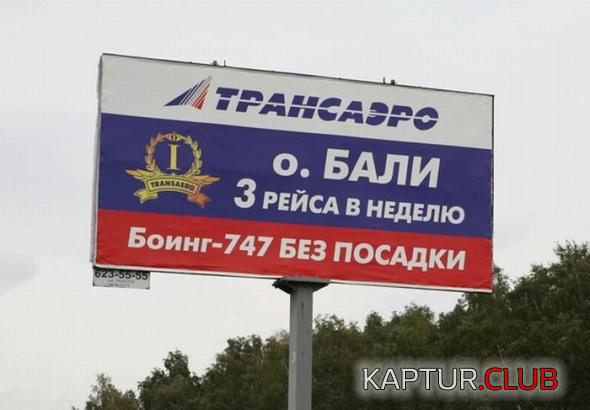 ТРАНСАЭРО
I
TRANSAERO
о. БАЛИ
3 РЕЙСА В НЕДЕЛЮ
Боинг-747 БЕЗ ПОСАДКИ
623-55-55
KAPTUR.CLUB